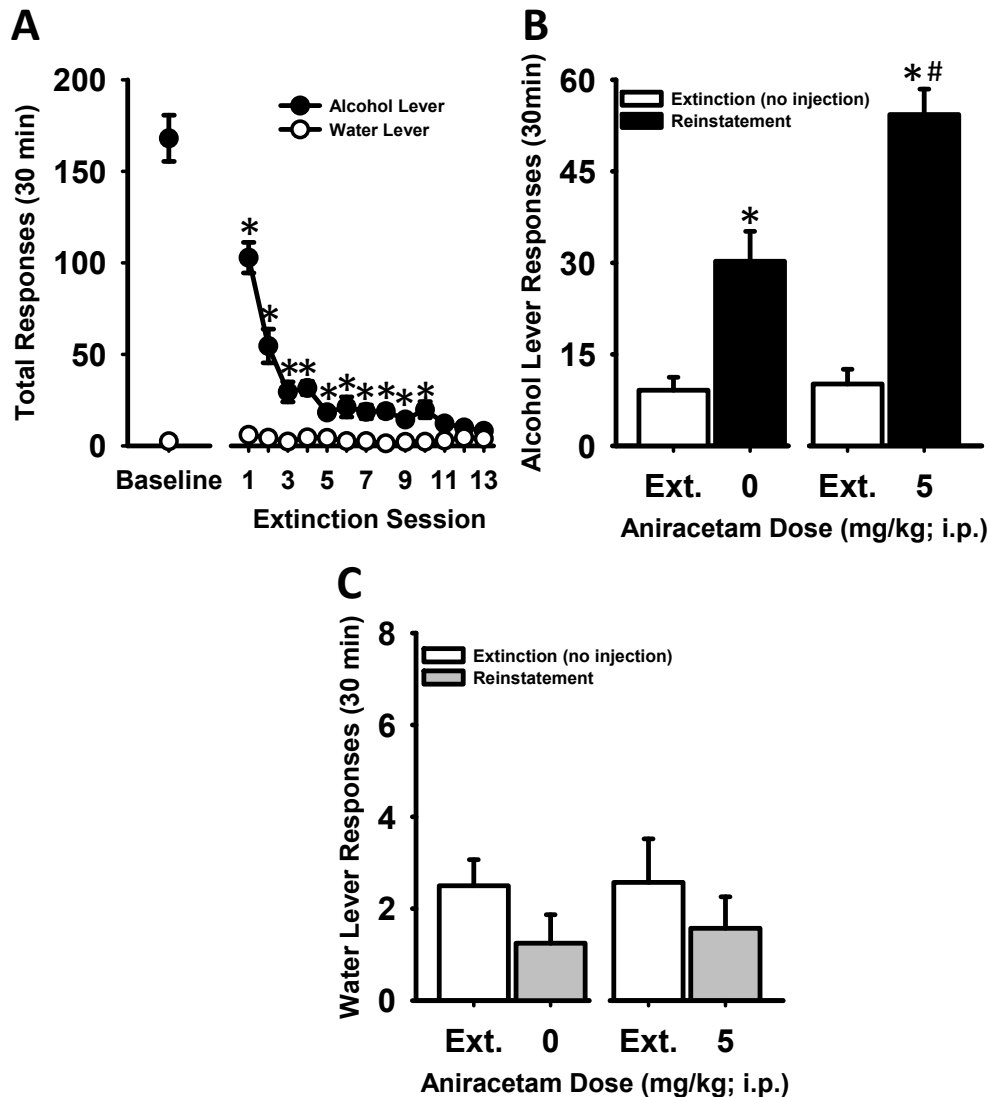 A
Total Responses (30 min)
200
150
100
50
0
Alcohol Lever
Water Lever
*
*
**
*
*
*
*
*
*
Baseline
1 3 5 7 9 11 13
Extinction Session
B
Alcohol Lever Responses (30min)
60
45
30
15
0
Extinction (no injection)
Reinstatement
*
*#
Ext. 0 Ext. 5
Aniracetam Dose (mg/kg; i.p.)
C
Water Lever Responses (30 min)
8
6
4
2
0
Extinction (no injection)
Reinstatement
Ext. 0 Ext. 5
Aniracetam Dose (mg/kg; i.p.)